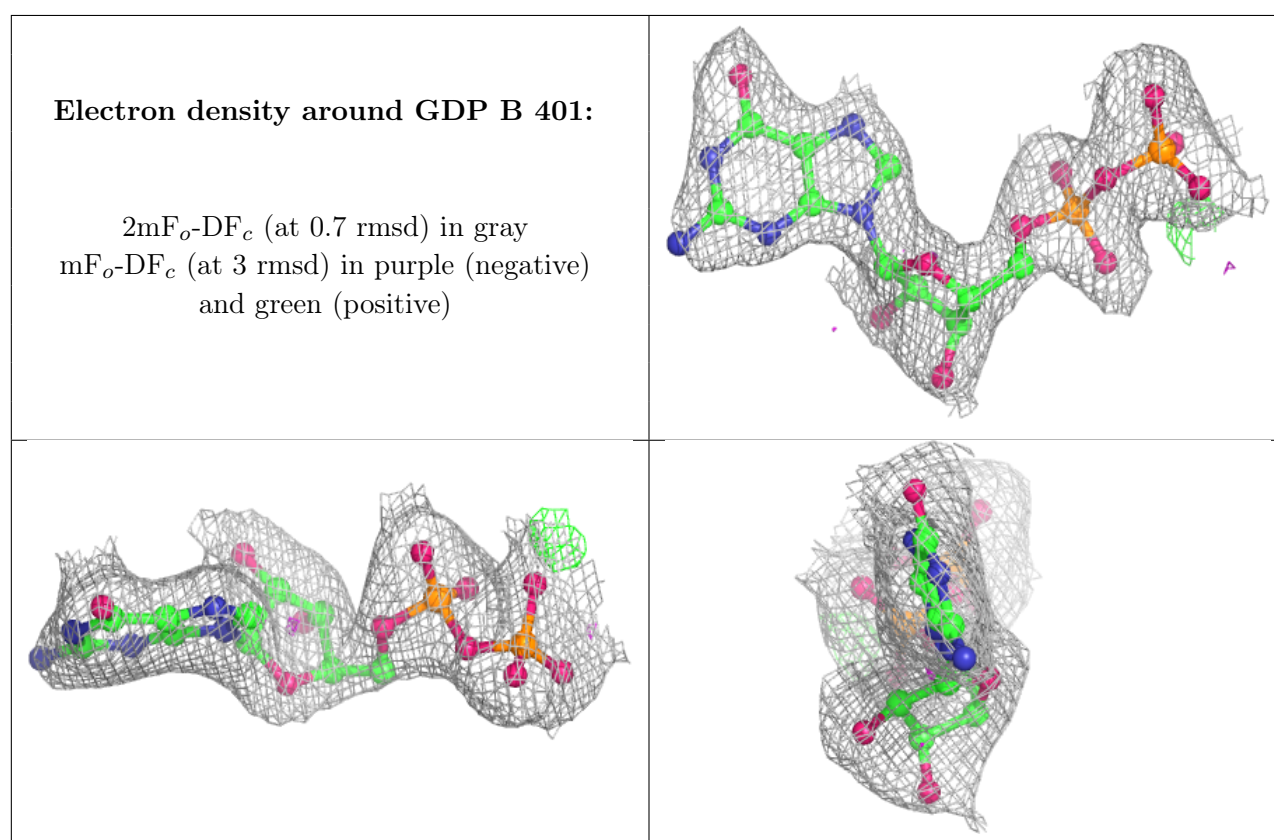 Electron density around GDP B 401:
2mFₒ-DF𝒸 (at 0.7 rmsd) in gray
mFₒ-DF𝒸 (at 3 rmsd) in purple (negative)
and green (positive)